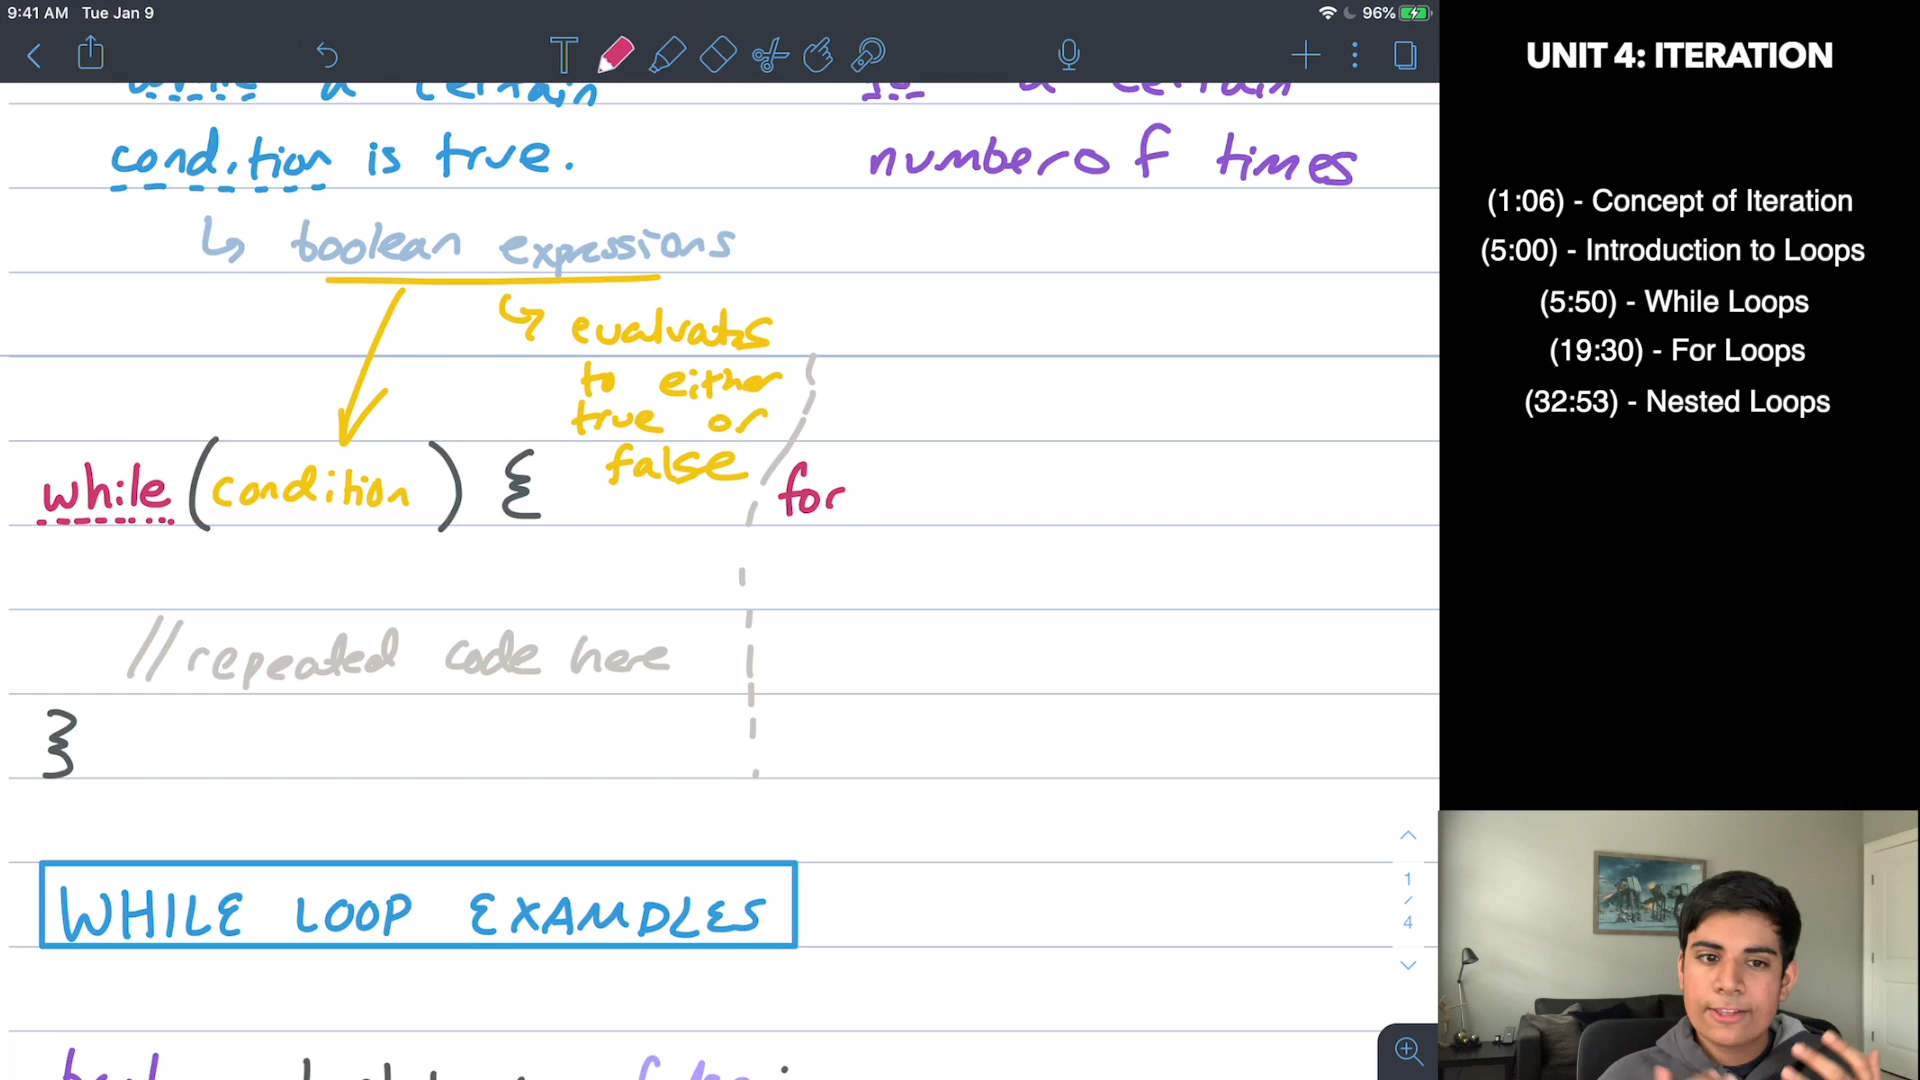 9:41 AM Tue Jan 9
96%
a certain
condition is true.
↳ boolean expressions
↳ evaluates
to either
true or
false
while (condition) {
// repeated code here
}
a certain
number of times
for
WHILE LOOP EXAMPLES
1
/
4
UNIT 4: ITERATION
(1:06) - Concept of Iteration
(5:00) - Introduction to Loops
(5:50) - While Loops
(19:30) - For Loops
(32:53) - Nested Loops